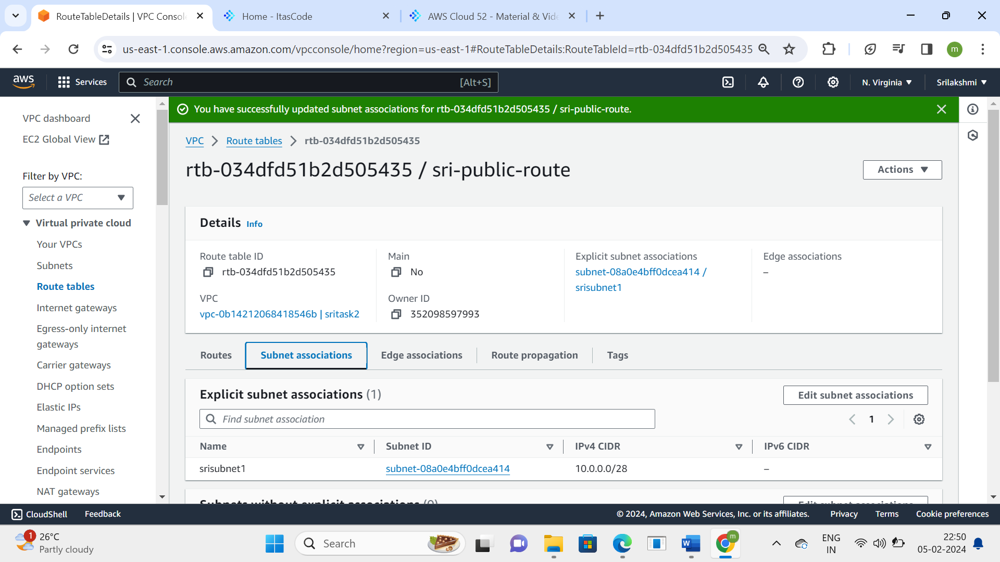 RouteTableDetails | VPC Consol
Home - ItasCode
AWS Cloud 52 - Material & Vid
us-east-1.console.aws.amazon.com/vpcconsole/home?region=us-east-1#RouteTableDetails:RouteTableId=rtb-034dfd51b2d505435
m
aws
Services
Search
[Alt+S]
N. Virginia
Srilakshmi
VPC dashboard
EC2 Global View
Filter by VPC:
Select a VPC
Virtual private cloud
Your VPCs
Subnets
Route tables
Internet gateways
Egress-only internet
gateways
Carrier gateways
DHCP option sets
Elastic IPs
Managed prefix lists
Endpoints
Endpoint services
NAT gateways
You have successfully updated subnet associations for rtb-034dfd51b2d505435 / sri-public-route.
VPC
Route tables
rtb-034dfd51b2d505435
rtb-034dfd51b2d505435 / sri-public-route
Actions
Details Info
Route table ID
rtb-034dfd51b2d505435
Main
No
Explicit subnet associations
subnet-08a0e4bff0dcea414 /
srisubnet1
Edge associations
–
VPC
vpc-0b14212068418546b | sritask2
Owner ID
352098597993
Routes
Subnet associations
Edge associations
Route propagation
Tags
Explicit subnet associations (1)
Edit subnet associations
Find subnet association
1
Name
Subnet ID
IPv4 CIDR
IPv6 CIDR
srisubnet1
subnet-08a0e4bff0dcea414
10.0.0.0/28
–
Subnets without explicit associations (0)
Edit subnet associations
CloudShell
Feedback
© 2024, Amazon Web Services, Inc. or its affiliates.
Privacy
Terms
Cookie preferences
1
26°C
Partly cloudy
Search
W
m
ENG
IN
22:50
05-02-2024